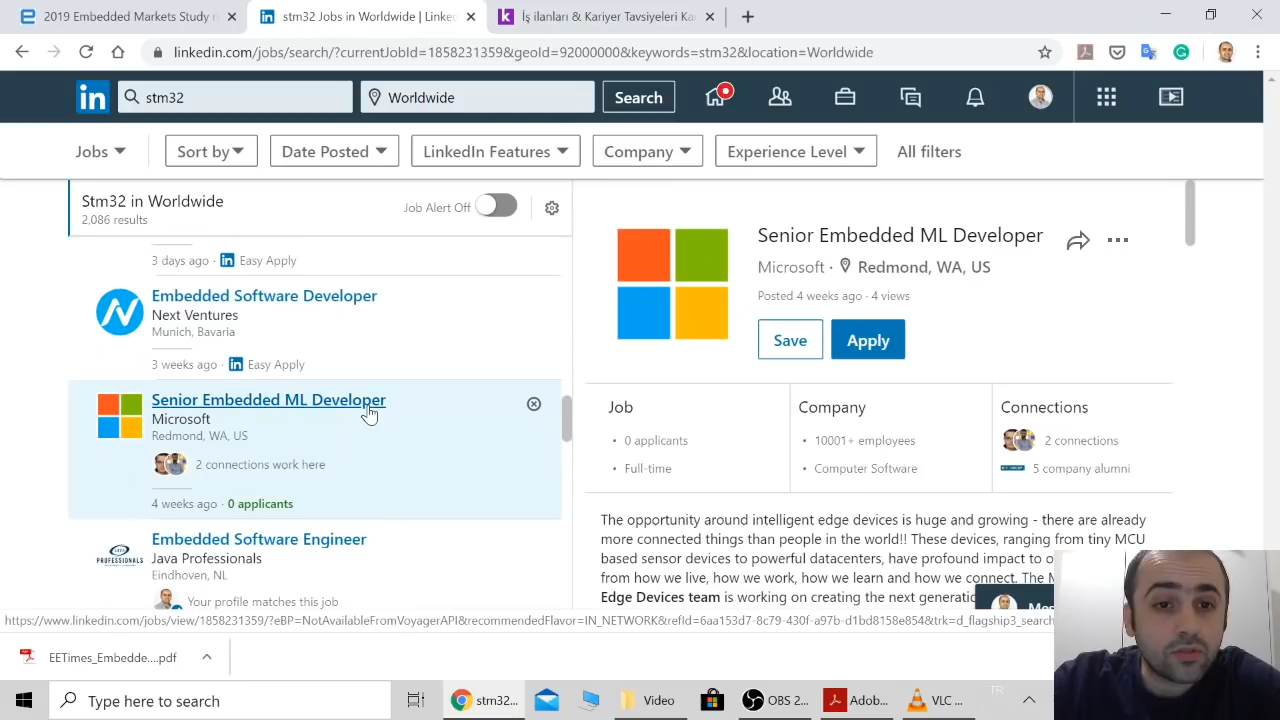 2019 Embedded Markets Study r
stm32 Jobs in Worldwide | Linke
İş ilanları & Kariyer Tavsiyeleri Ka
linkedin.com/jobs/search/?currentJobId=1858231359&geoId=92000000&keywords=stm32&location=Worldwide
in
stm32
Worldwide
Search
Jobs
Sort by
Date Posted
LinkedIn Features
Company
Experience Level
All filters
Stm32 in Worldwide
2,086 results
Job Alert Off
3 days ago · in Easy Apply
Embedded Software Developer
Next Ventures
Munich, Bavaria
3 weeks ago · in Easy Apply
Senior Embedded ML Developer
Microsoft
Redmond, WA, US
2 connections work here
4 weeks ago · 0 applicants
Embedded Software Engineer
Java Professionals
Eindhoven, NL
Your profile matches this job
Senior Embedded ML Developer
Microsoft · Redmond, WA, US
Posted 4 weeks ago · 4 views
Save
Apply
Job
· 0 applicants
· Full-time
Company
· 10001+ employees
· Computer Software
Connections
2 connections
5 company alumni
The opportunity around intelligent edge devices is huge and growing - there are already
more connected things than people in the world!! These devices, ranging from tiny MCU
based sensor devices to powerful datacenters, have profound impact to o
from how we live, how we work, how we learn and how we connect. The M
Edge Devices team is working on creating the next generation
Mes
https://www.linkedin.com/jobs/view/1858231359/?eBP=NotAvailableFromVoyagerAPI&recommendedFlavor=IN_NETWORK&refId=6aa153d7-8c79-430f-a97b-d1bd8158e854&trk=d_flagship3_search
EETimes_Embedde....pdf
Type here to search
stm32...
Video
OBS 2...
Adob...
VLC ...
TR